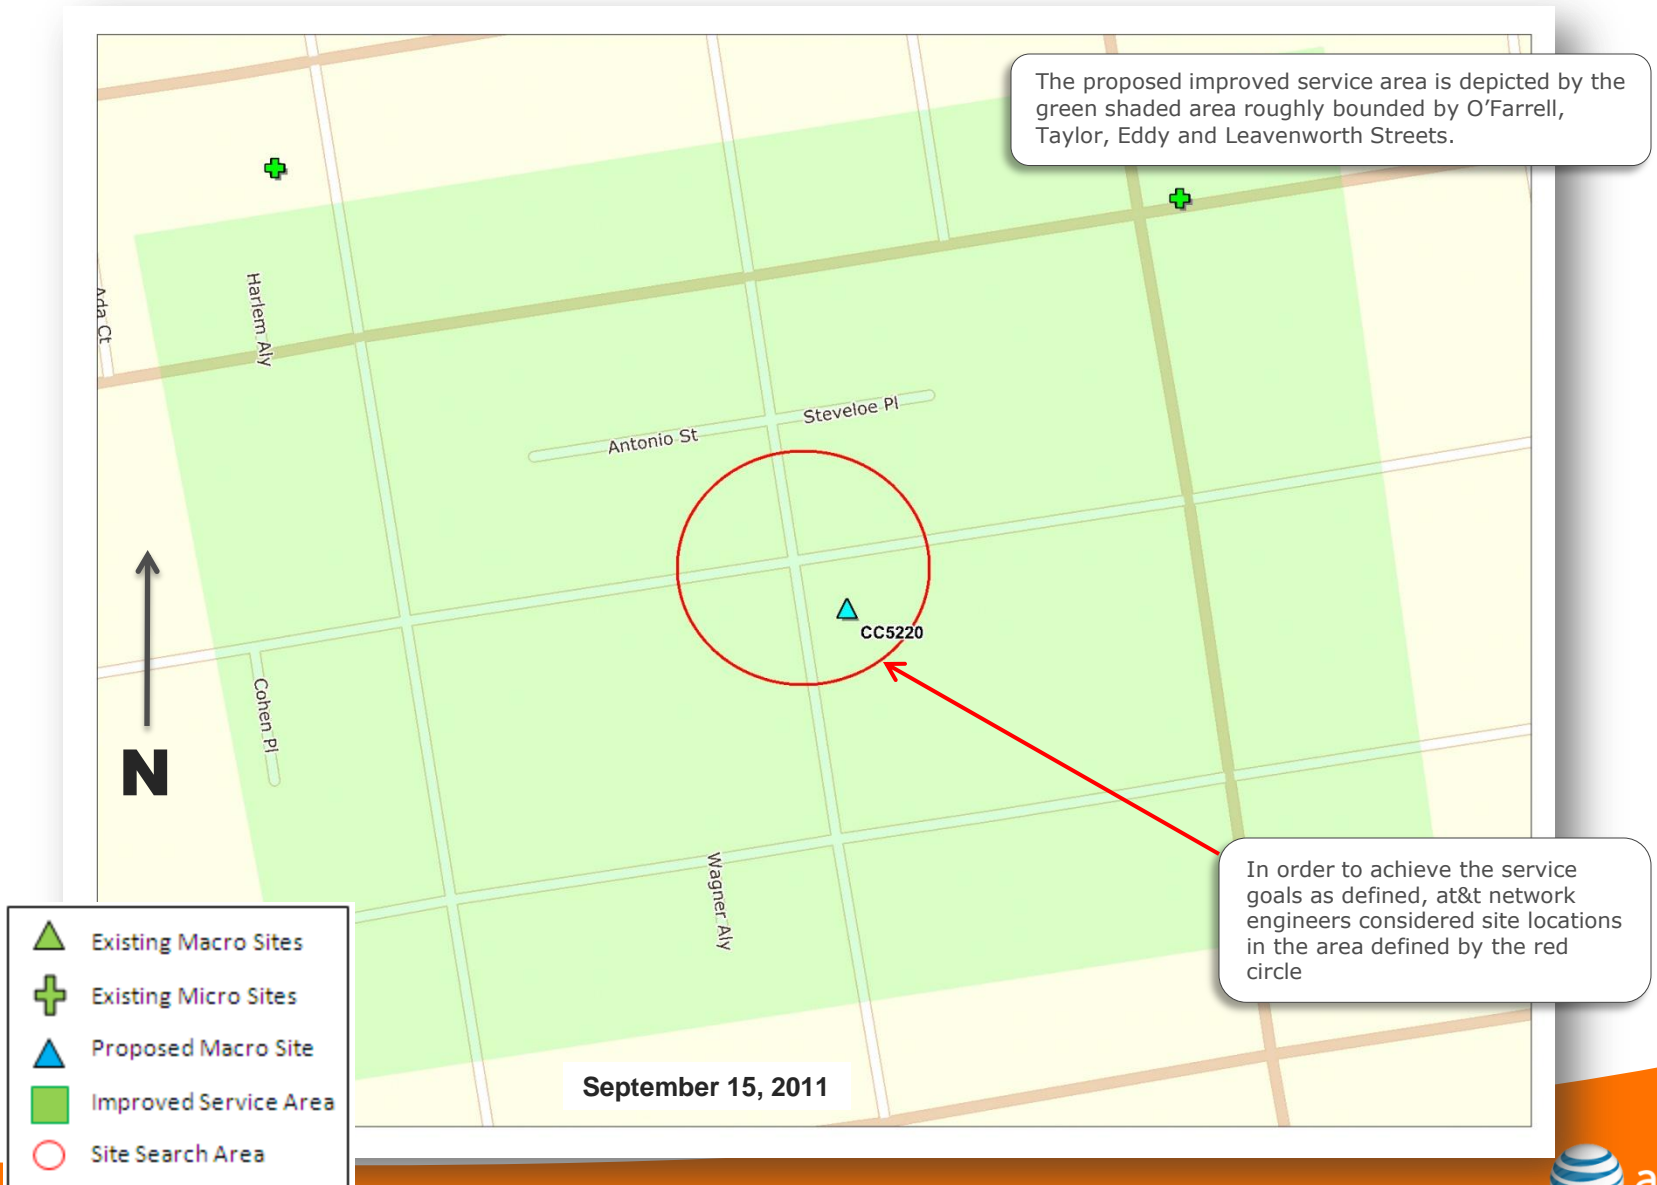 The proposed improved service area is depicted by the
green shaded area roughly bounded by O’Farrell,
Taylor, Eddy and Leavenworth Streets.
Ada Ct
Harlem Aly
Steveloe Pl
Antonio St
CC5220
Cohen Pl
N
Wagner Aly
In order to achieve the service
goals as defined, at&t network
engineers considered site locations
in the area defined by the red
circle
Existing Macro Sites
Existing Micro Sites
Proposed Macro Site
Improved Service Area
Site Search Area
September 15, 2011